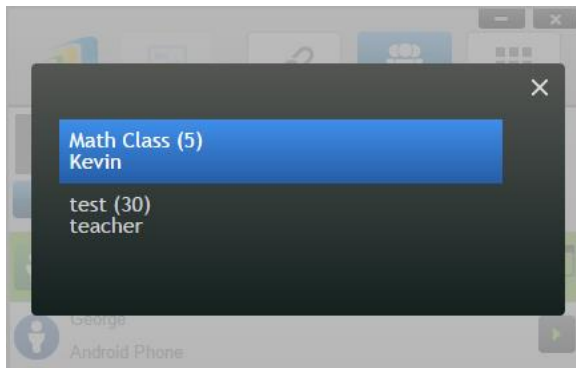 Math Class (5)
Kevin
test (30)
teacher
George
Android Phone